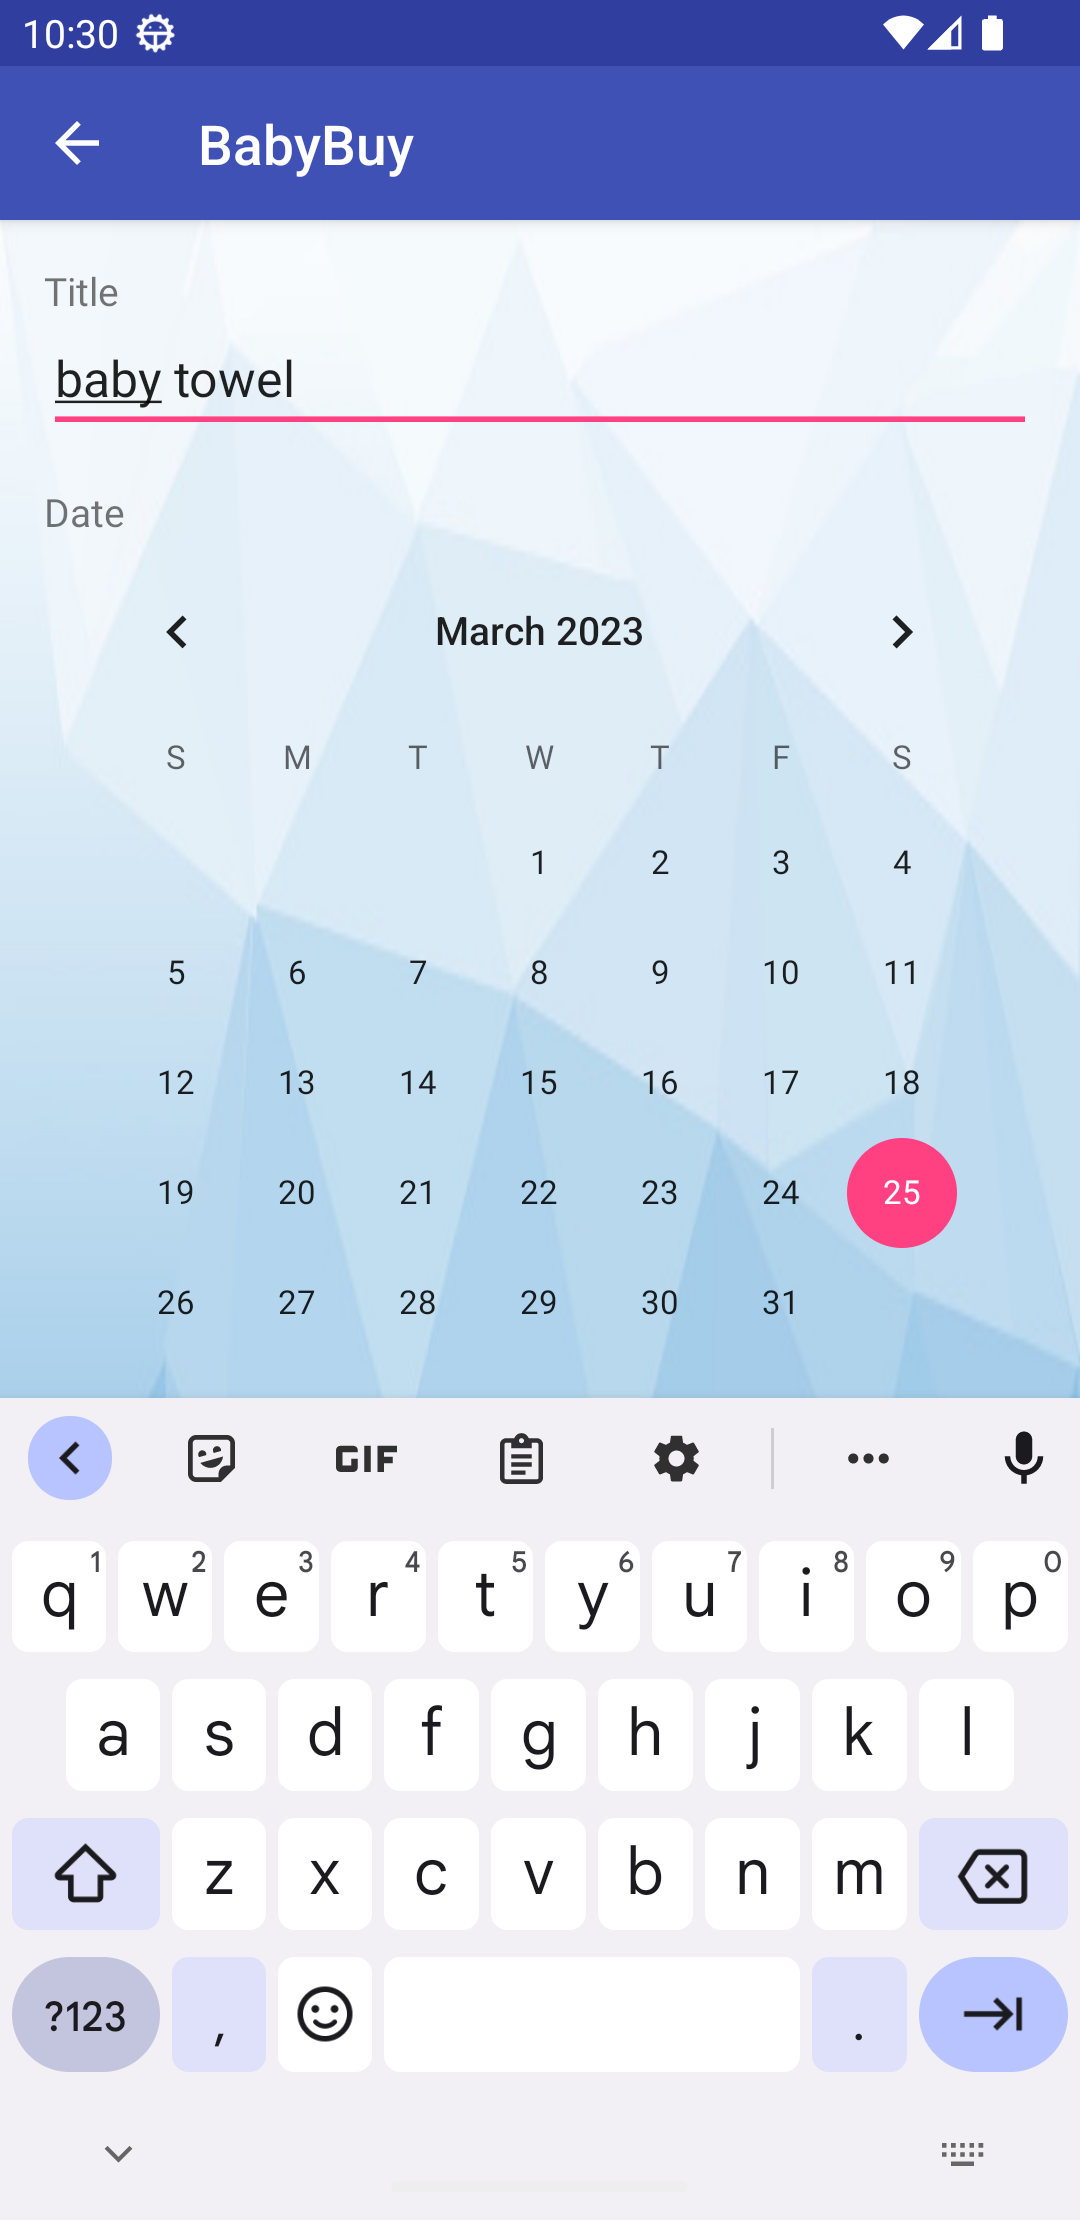 10:30
BabyBuy
Title
baby towel
Date
March 2023
S M T W T F S
1 2 3 4
5 6 7 8 9 10 11
12 13 14 15 16 17 18
19 20 21 22 23 24 25
26 27 28 29 30 31
GIF
q 1 w 2 e 3 r 4 t 5 y 6 u 7 i 8 o 9 p 0
a s d f g h j k l
z x c v b n m
?123 , .